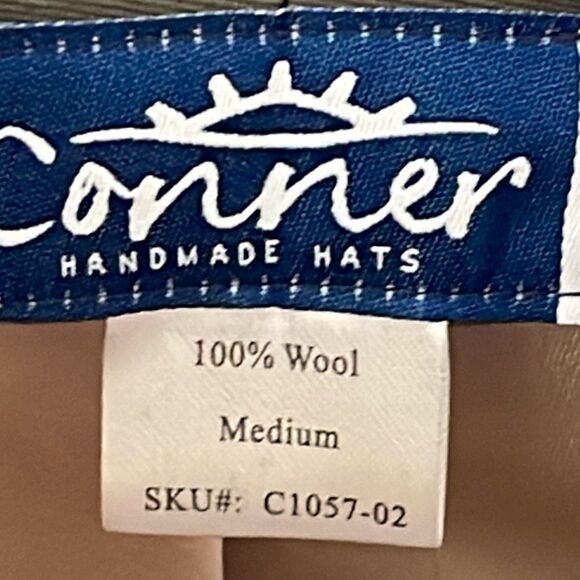 Conner
HANDMADE HATS
100% Wool
Medium
SKU#: C1057-02